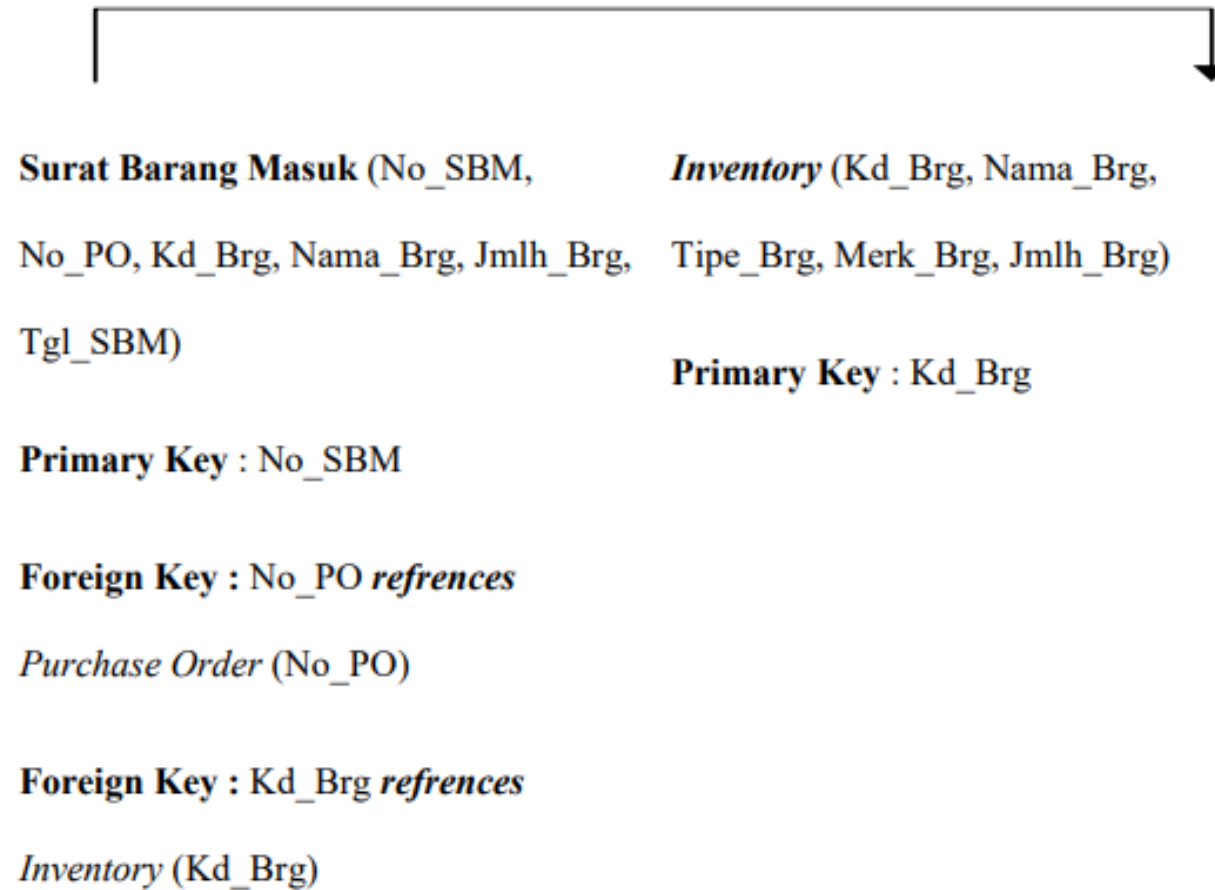 Surat Barang Masuk (No_SBM,
No_PO, Kd_Brg, Nama_Brg, Jmlh_Brg,
Tgl_SBM)
Primary Key : No_SBM
Foreign Key : No_PO refrences
Purchase Order (No_PO)
Foreign Key : Kd_Brg refrences
Inventory (Kd_Brg)
Inventory (Kd_Brg, Nama_Brg,
Tipe_Brg, Merk_Brg, Jmlh_Brg)
Primary Key : Kd_Brg